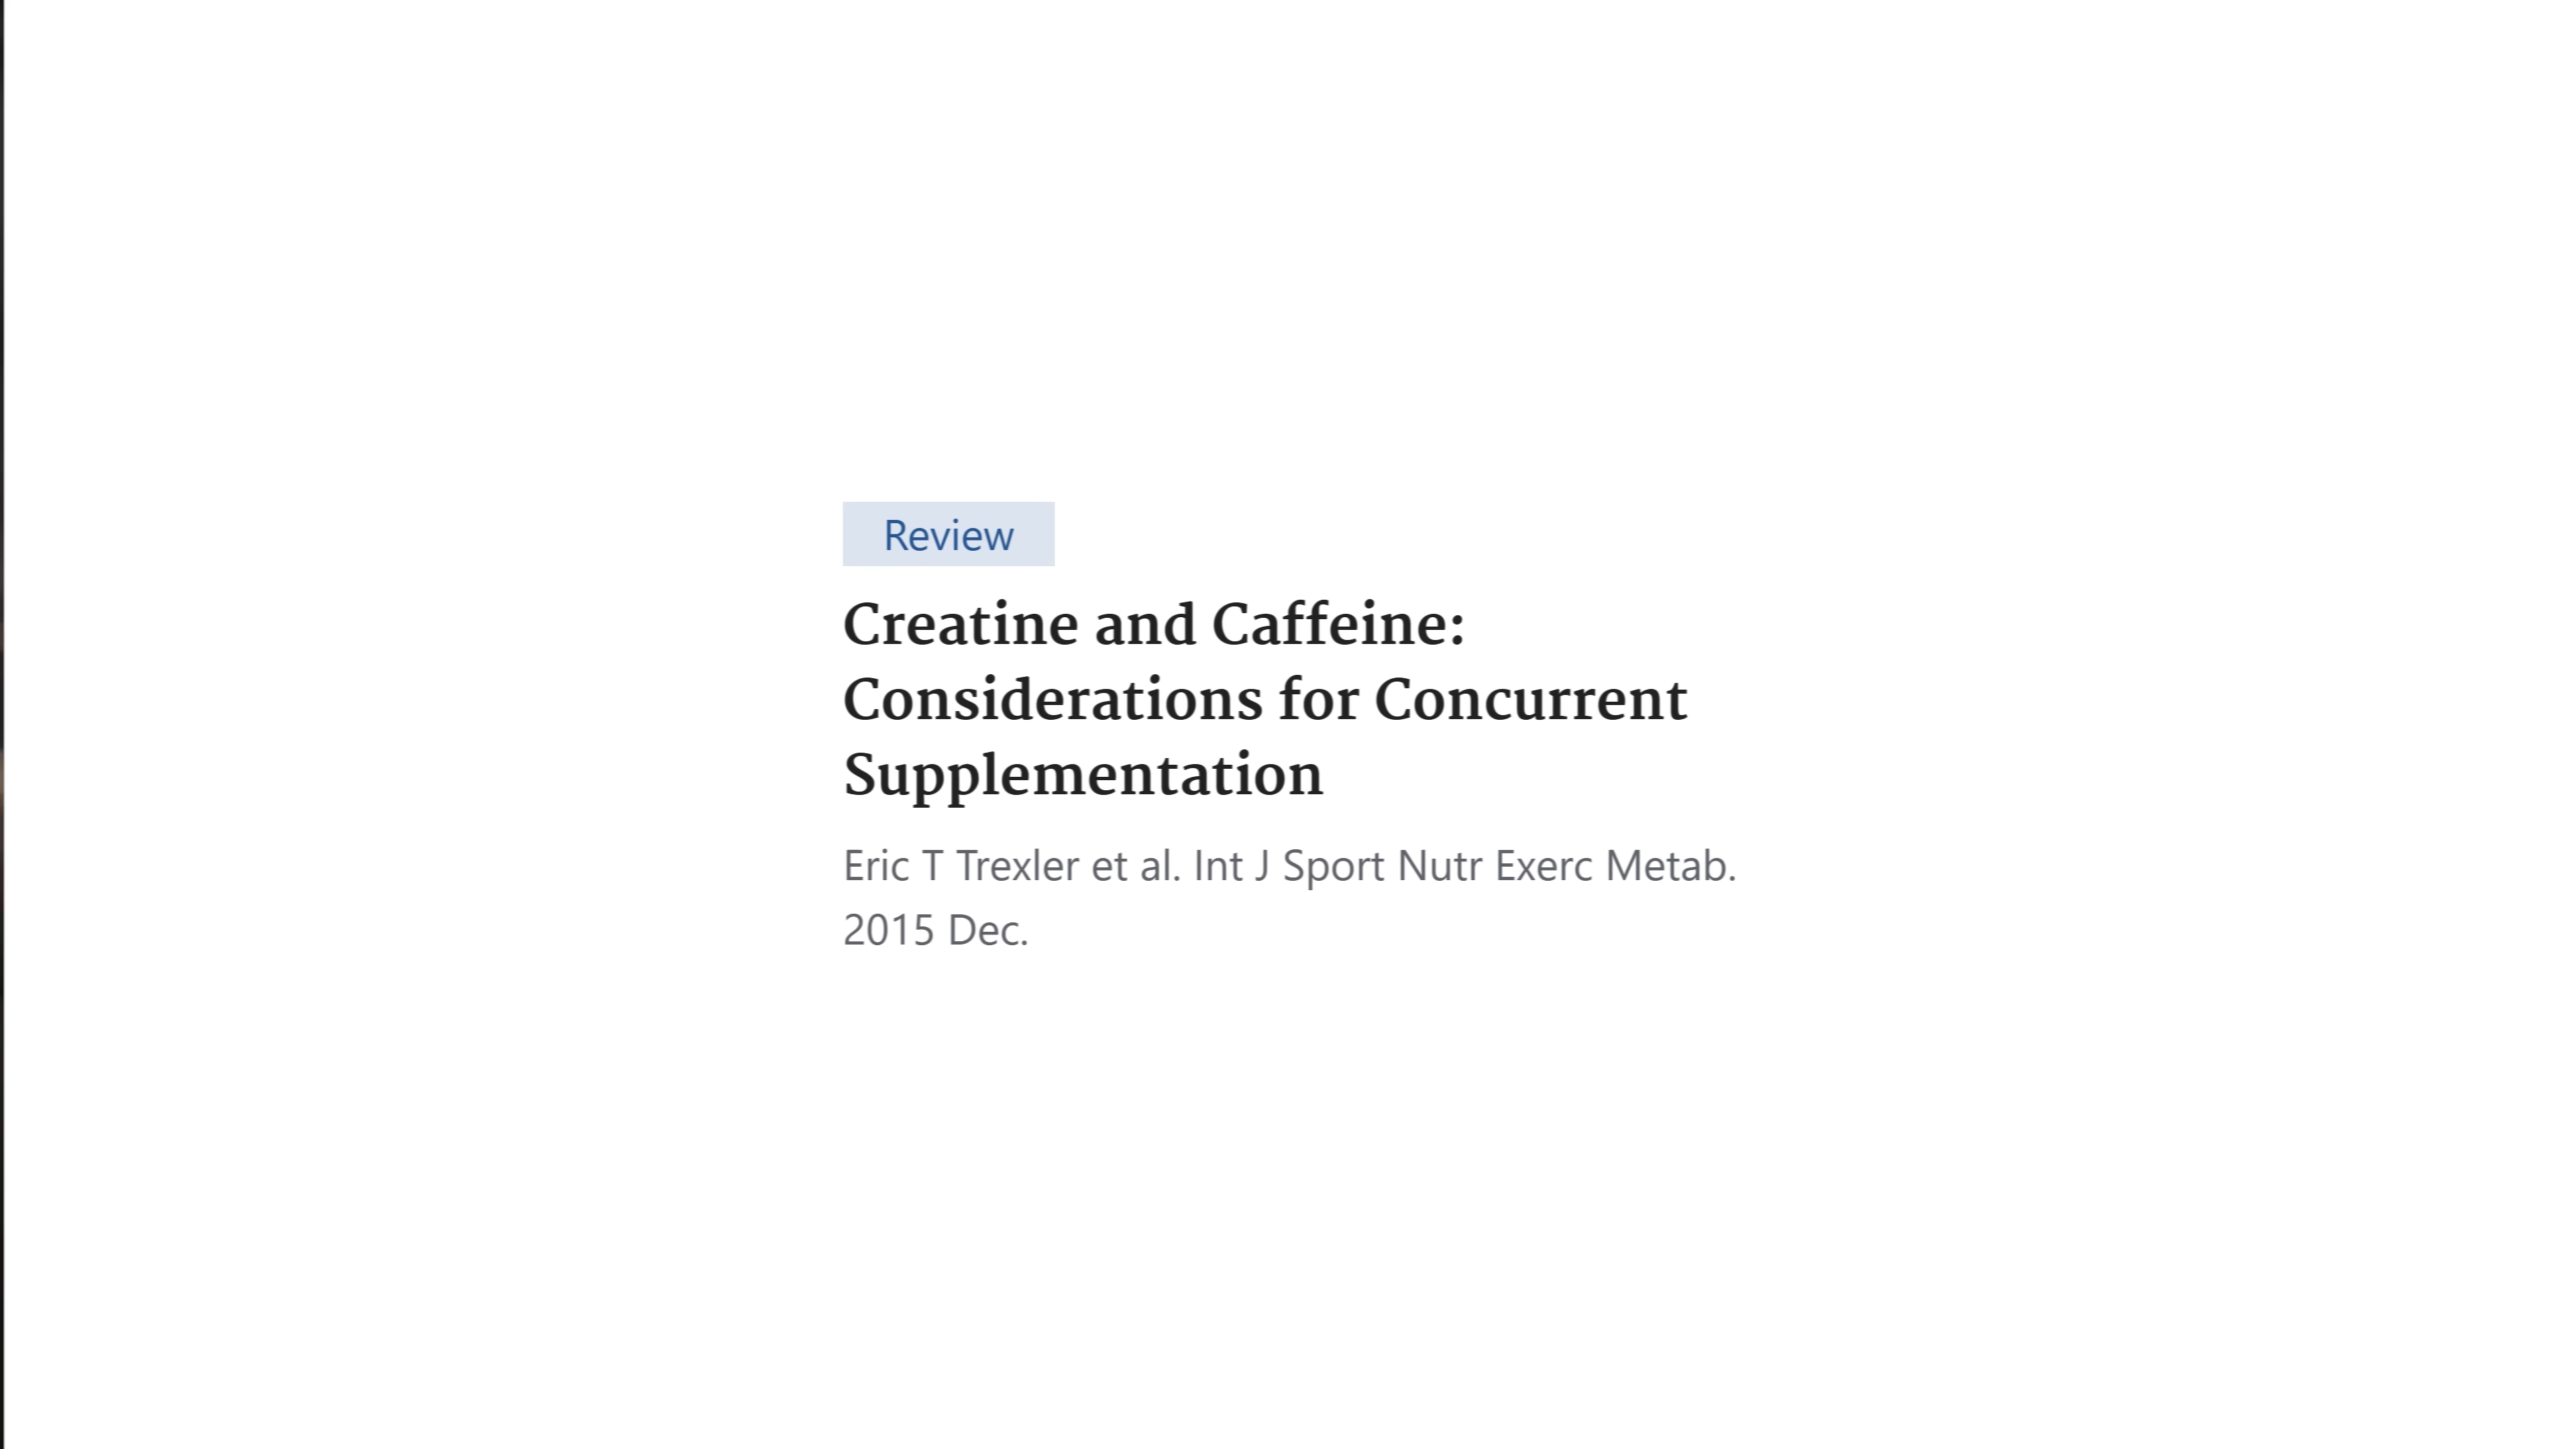 Review
Creatine and Caffeine:
Considerations for Concurrent
Supplementation
Eric T Trexler et al. Int J Sport Nutr Exerc Metab.
2015 Dec.